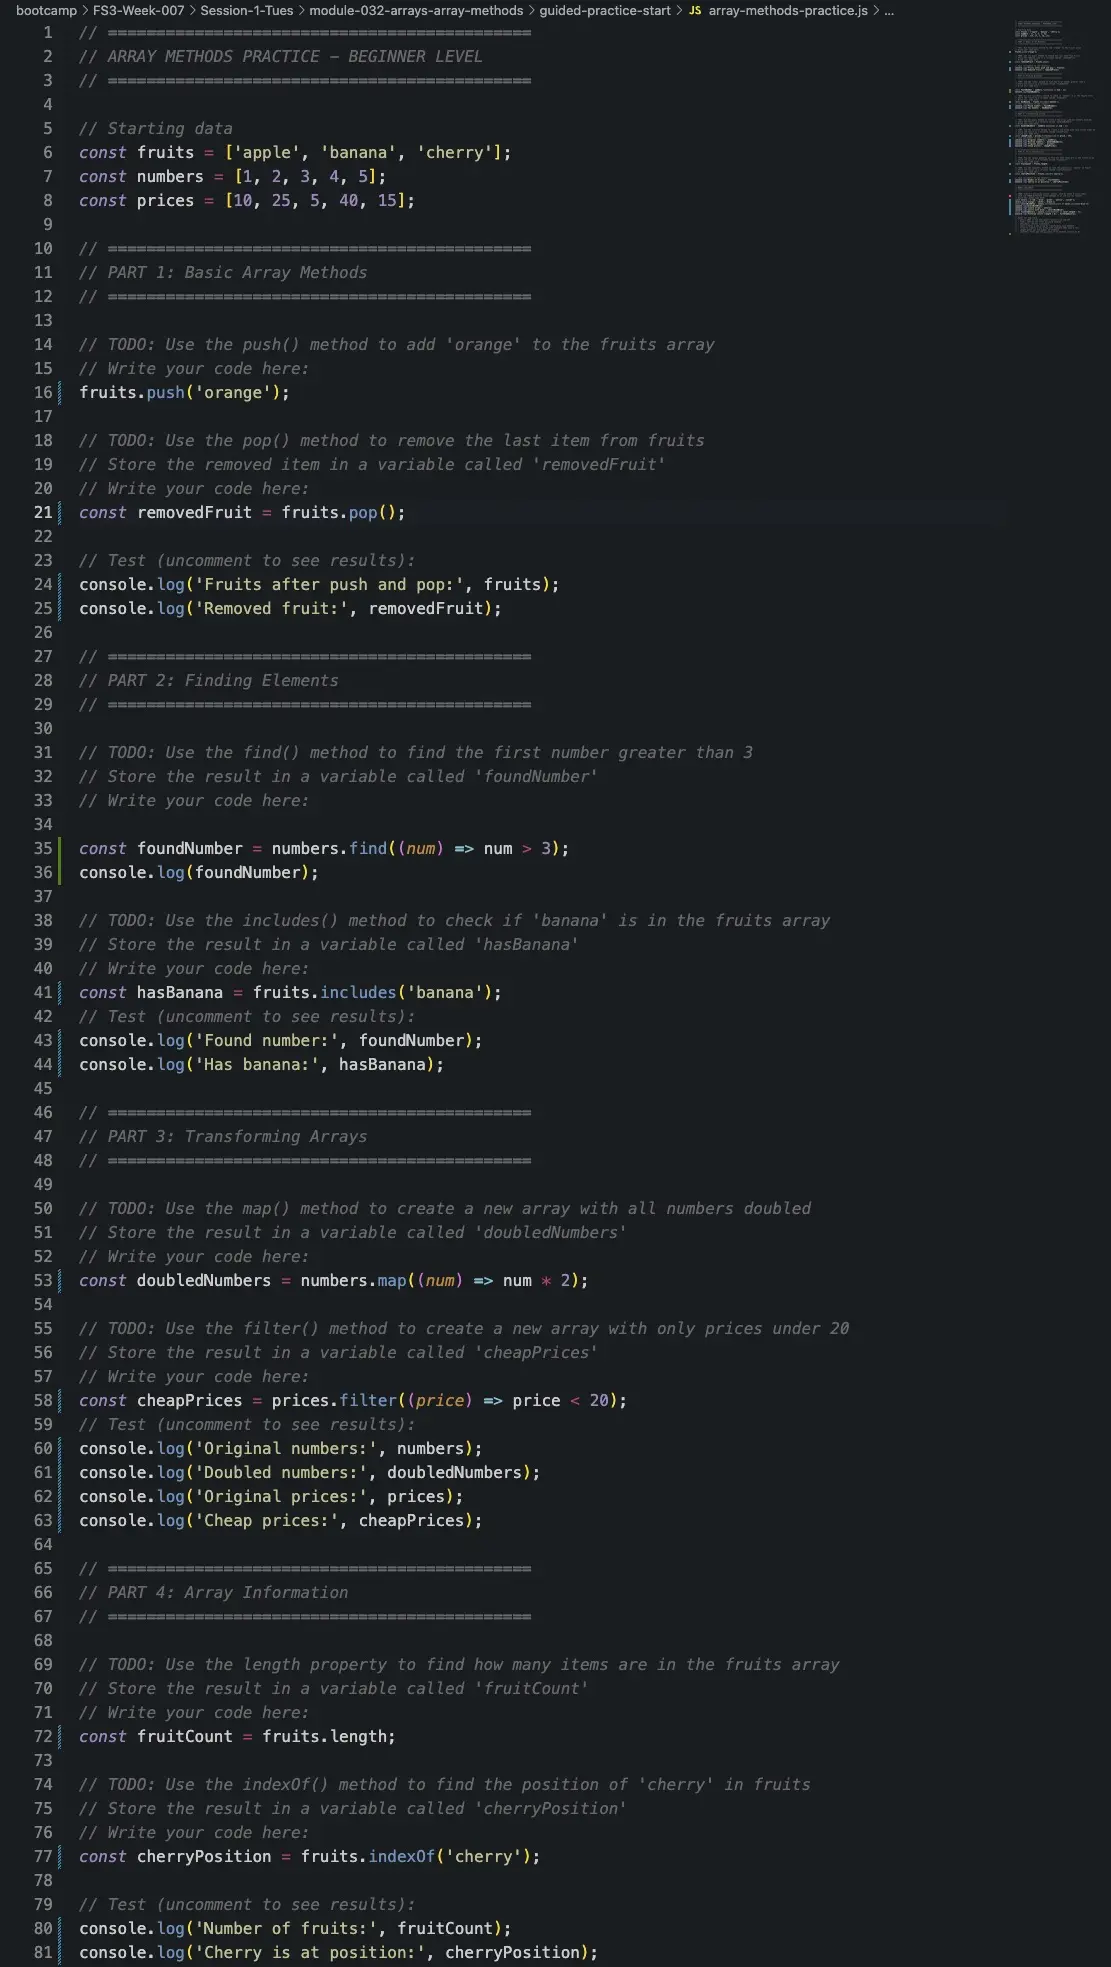 bootcamp > FS3-Week-007 > Session-1-Tues > module-032-arrays-array-methods > guided-practice-start > JS array-methods-practice.js > ...
1 // ============================================
2 // ARRAY METHODS PRACTICE – BEGINNER LEVEL
3 // ============================================
4
5 // Starting data
6 const fruits = ['apple', 'banana', 'cherry'];
7 const numbers = [1, 2, 3, 4, 5];
8 const prices = [10, 25, 5, 40, 15];
9
10 // ============================================
11 // PART 1: Basic Array Methods
12 // ============================================
13
14 // TODO: Use the push() method to add 'orange' to the fruits array
15 // Write your code here:
16 fruits.push('orange');
17
18 // TODO: Use the pop() method to remove the last item from fruits
19 // Store the removed item in a variable called 'removedFruit'
20 // Write your code here:
21 const removedFruit = fruits.pop();
22
23 // Test (uncomment to see results):
24 console.log('Fruits after push and pop:', fruits);
25 console.log('Removed fruit:', removedFruit);
26
27 // ============================================
28 // PART 2: Finding Elements
29 // ============================================
30
31 // TODO: Use the find() method to find the first number greater than 3
32 // Store the result in a variable called 'foundNumber'
33 // Write your code here:
34
35 const foundNumber = numbers.find((num) => num > 3);
36 console.log(foundNumber);
37
38 // TODO: Use the includes() method to check if 'banana' is in the fruits array
39 // Store the result in a variable called 'hasBanana'
40 // Write your code here:
41 const hasBanana = fruits.includes('banana');
42 // Test (uncomment to see results):
43 console.log('Found number:', foundNumber);
44 console.log('Has banana:', hasBanana);
45
46 // ============================================
47 // PART 3: Transforming Arrays
48 // ============================================
49
50 // TODO: Use the map() method to create a new array with all numbers doubled
51 // Store the result in a variable called 'doubledNumbers'
52 // Write your code here:
53 const doubledNumbers = numbers.map((num) => num * 2);
54
55 // TODO: Use the filter() method to create a new array with only prices under 20
56 // Store the result in a variable called 'cheapPrices'
57 // Write your code here:
58 const cheapPrices = prices.filter((price) => price < 20);
59 // Test (uncomment to see results):
60 console.log('Original numbers:', numbers);
61 console.log('Doubled numbers:', doubledNumbers);
62 console.log('Original prices:', prices);
63 console.log('Cheap prices:', cheapPrices);
64
65 // ============================================
66 // PART 4: Array Information
67 // ============================================
68
69 // TODO: Use the length property to find how many items are in the fruits array
70 // Store the result in a variable called 'fruitCount'
71 // Write your code here:
72 const fruitCount = fruits.length;
73
74 // TODO: Use the indexOf() method to find the position of 'cherry' in fruits
75 // Store the result in a variable called 'cherryPosition'
76 // Write your code here:
77 const cherryPosition = fruits.indexOf('cherry');
78
79 // Test (uncomment to see results):
80 console.log('Number of fruits:', fruitCount);
81 console.log('Cherry is at position:', cherryPosition);